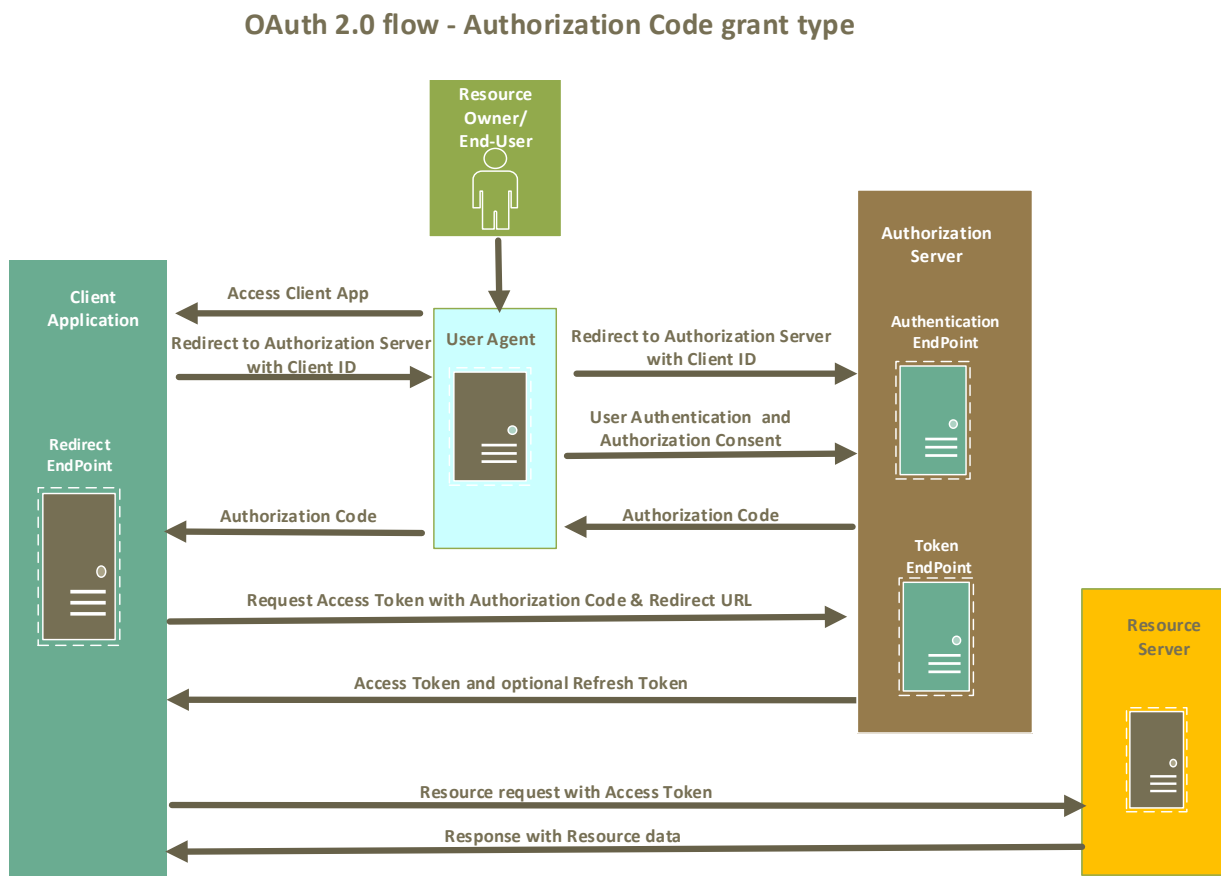 OAuth 2.0 flow - Authorization Code grant type
Resource
Owner/
End-User
Authorization
Server
Client
Application
Access Client App
User Agent
Authentication
EndPoint
Redirect to Authorization Server
with Client ID
Redirect to Authorization Server
with Client ID
User Authentication and
Authorization Consent
Redirect
EndPoint
Authorization Code
Authorization Code
Token
EndPoint
Request Access Token with Authorization Code & Redirect URL
Resource
Server
Access Token and optional Refresh Token
Resource request with Access Token
Response with Resource data